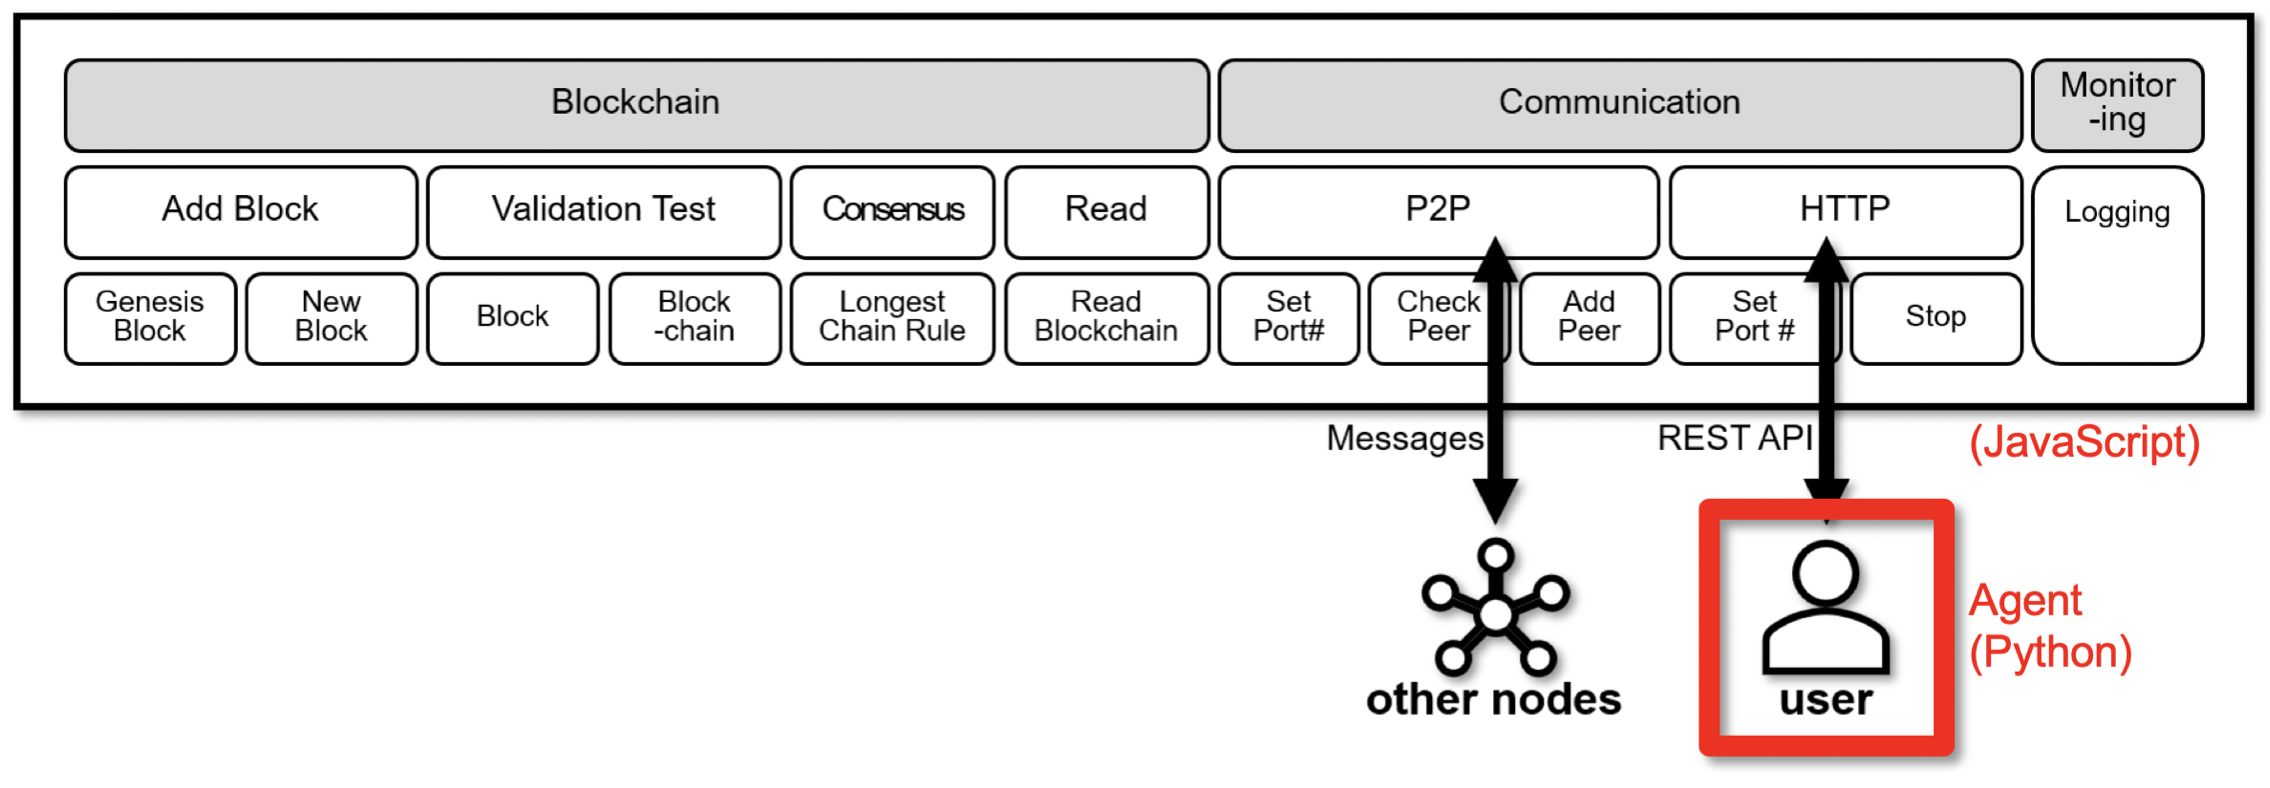 Blockchain
Communication
Monitor
-ing
Add Block
Validation Test
Consensus
Read
P2P
HTTP
Logging
Genesis
Block
New
Block
Block
Block
-chain
Longest
Chain Rule
Read
Blockchain
Set
Port#
Check
Peer
Add
Peer
Set
Port #
Stop
Messages
REST API
(JavaScript)
Agent
(Python)
other nodes
user